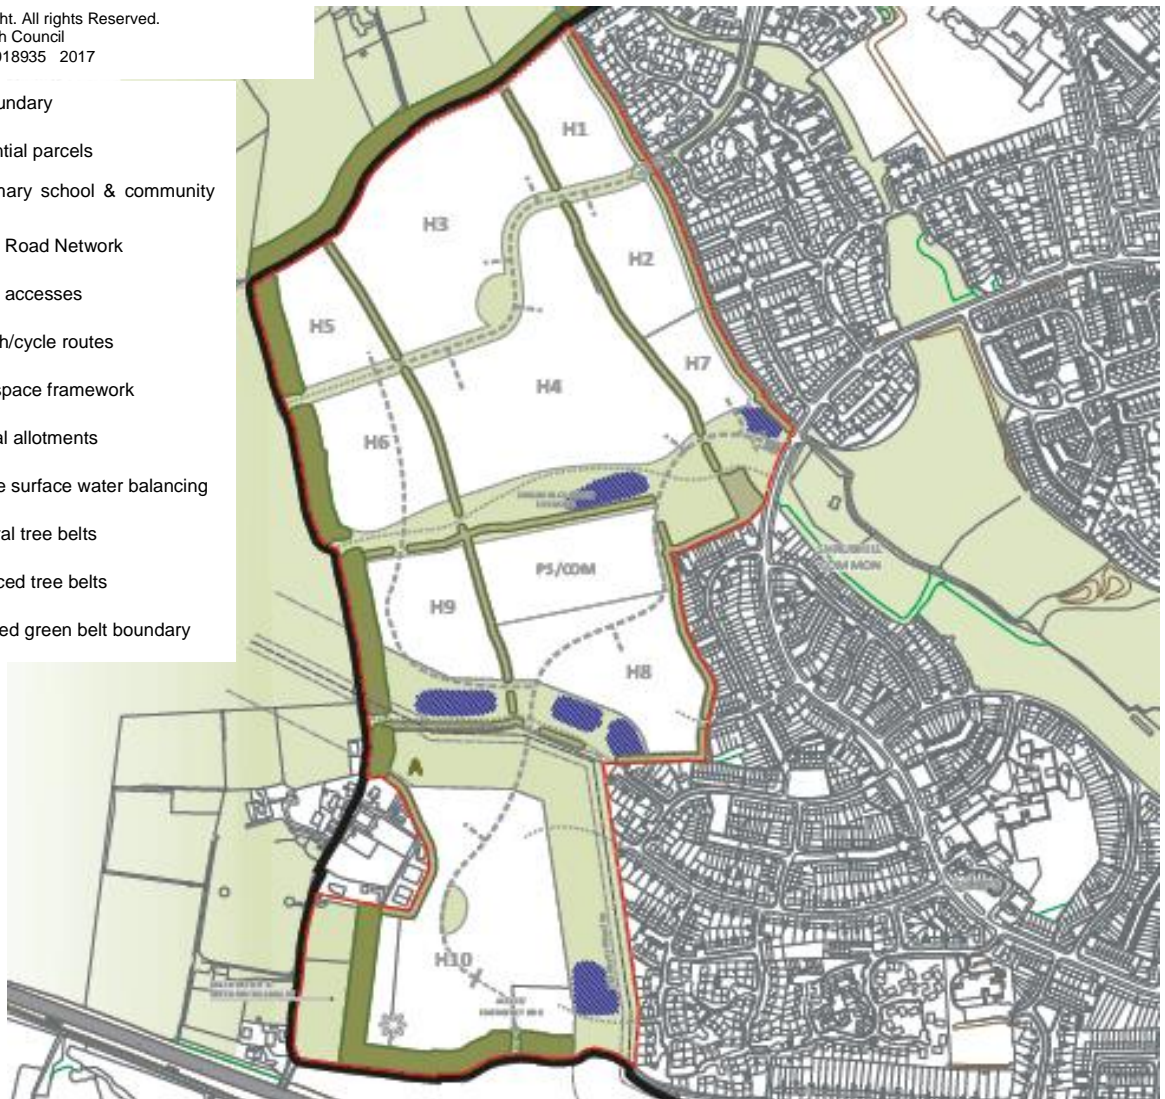 ht. All rights Reserved.
h Council
018935 2017
undary
ntial parcels
mary school & community
Road Network
accesses
h/cycle routes
space framework
al allotments
e surface water balancing
ral tree belts
ced tree belts
ed green belt boundary
H1
H3
H2
H5
H7
H4
H6
PS/COM
H9
H8
A
H10